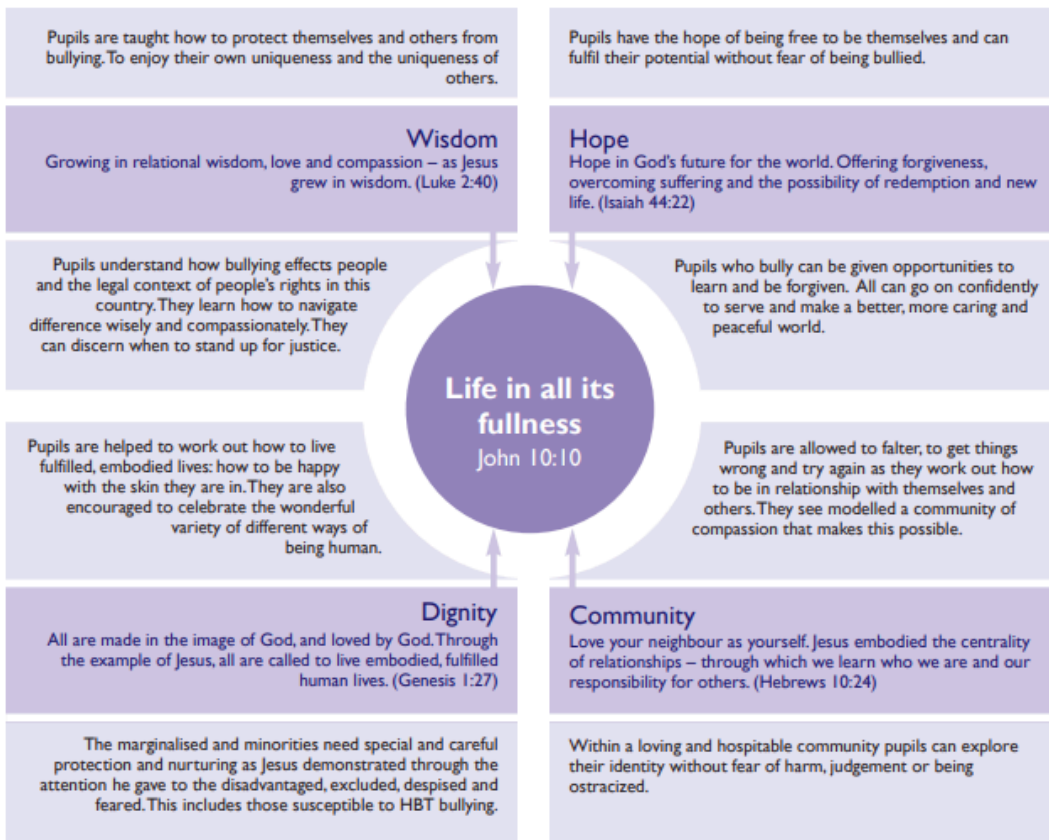 Pupils are taught how to protect themselves and others from
bullying. To enjoy their own uniqueness and the uniqueness of
others.
Wisdom
Growing in relational wisdom, love and compassion – as Jesus
grew in wisdom. (Luke 2:40)
Pupils understand how bullying effects people
and the legal context of people's rights in this
country. They learn how to navigate
difference wisely and compassionately. They
can discern when to stand up for justice.
Pupils have the hope of being free to be themselves and can
fulfil their potential without fear of being bullied.
Hope
Hope in God's future for the world. Offering forgiveness,
overcoming suffering and the possibility of redemption and new
life. (Isaiah 44:22)
Pupils who bully can be given opportunities to
learn and be forgiven. All can go on confidently
to serve and make a better, more caring and
peaceful world.
Life in all its
fullness
John 10:10
Pupils are helped to work out how to live
fulfilled, embodied lives: how to be happy
with the skin they are in. They are also
encouraged to celebrate the wonderful
variety of different ways of
being human.
Dignity
All are made in the image of God, and loved by God. Through
the example of Jesus, all are called to live embodied, fulfilled
human lives. (Genesis 1:27)
The marginalised and minorities need special and careful
protection and nurturing as Jesus demonstrated through the
attention he gave to the disadvantaged, excluded, despised and
feared. This includes those susceptible to HBT bullying.
Pupils are allowed to falter, to get things
wrong and try again as they work out how
to be in relationship with themselves and
others. They see modelled a community of
compassion that makes this possible.
Community
Love your neighbour as yourself. Jesus embodied the centrality
of relationships – through which we learn who we are and our
responsibility for others. (Hebrews 10:24)
Within a loving and hospitable community pupils can explore
their identity without fear of harm, judgement or being
ostracized.